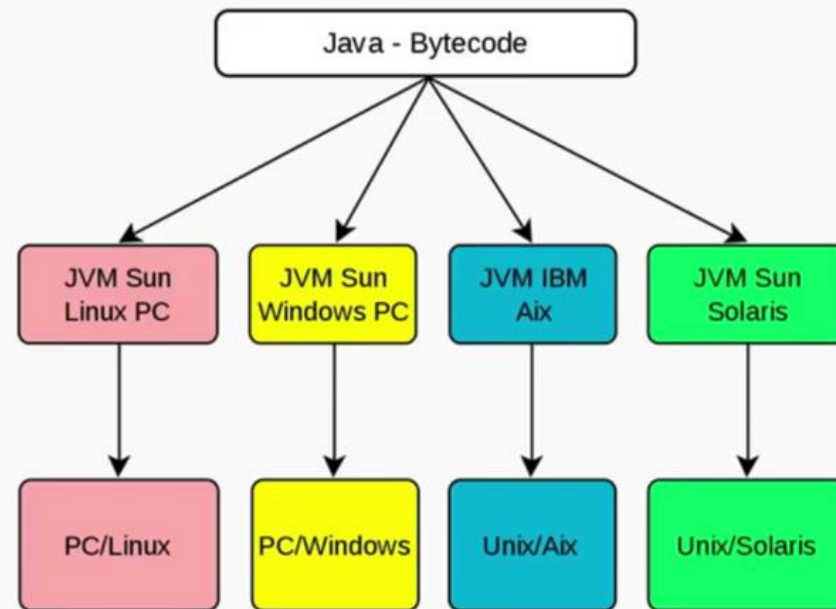 Java - Bytecode
JVM Sun
Linux PC
JVM Sun
Windows PC
JVM IBM
Aix
JVM Sun
Solaris
PC/Linux
PC/Windows
Unix/Aix
Unix/Solaris